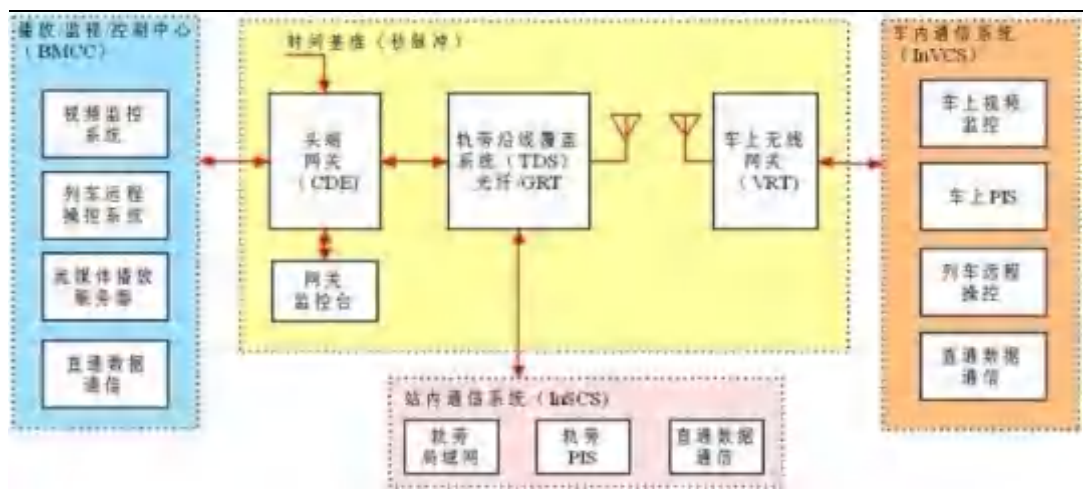 播放/监视/控制中心
(BMCC)
视频监控
系统
列车远程
操控系统
流媒体播放
服务器
直通数据
通信
时间基准(秒脉冲)
头端
网关
(CDE)
网关
监控台
轨旁沿线覆盖
系统(TDS)
光纤/GRT
车上无线
网关
(VRT)
车内通信系统
(InVCS)
车上视频
监控
车上PIS
列车远程
操控
直通数据
通信
站内通信系统(InSCS)
轨旁
局域网
轨旁
PIS
直通数据
通信